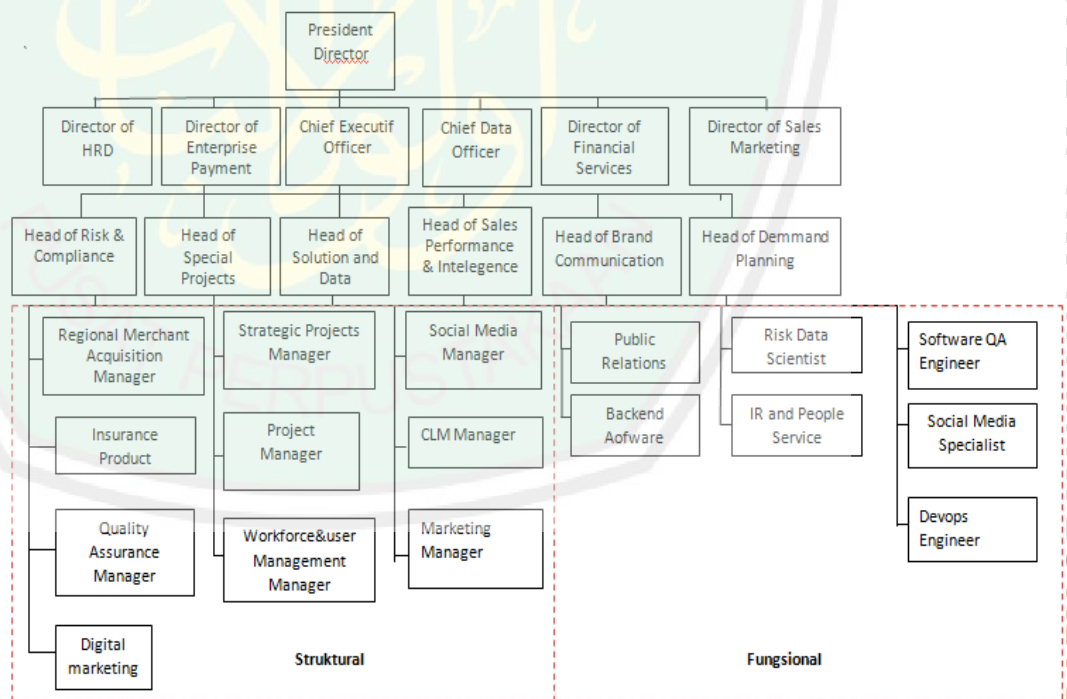 President
Director
Director of
HRD
Director of
Enterprise
Payment
Chief Executif
Officer
Chief Data
Officer
Director of
Financial
Services
Director of Sales
Marketing
Head of Risk &
Compliance
Head of
Special
Projects
Head of
Solution and
Data
Head of Sales
Performance
& Intelegence
Head of Brand
Communication
Head of Demmand
Planning
Regional Merchant
Acquisition
Manager
Insurance
Product
Quality
Assurance
Manager
Digital
marketing
Strategic Projects
Manager
Project
Manager
Workforce&user
Management
Manager
Social Media
Manager
CLM Manager
Marketing
Manager
Public
Relations
Backend
Aofware
Risk Data
Scientist
IR and People
Service
Software QA
Engineer
Social Media
Specialist
Devops
Engineer
Struktural
Fungsional